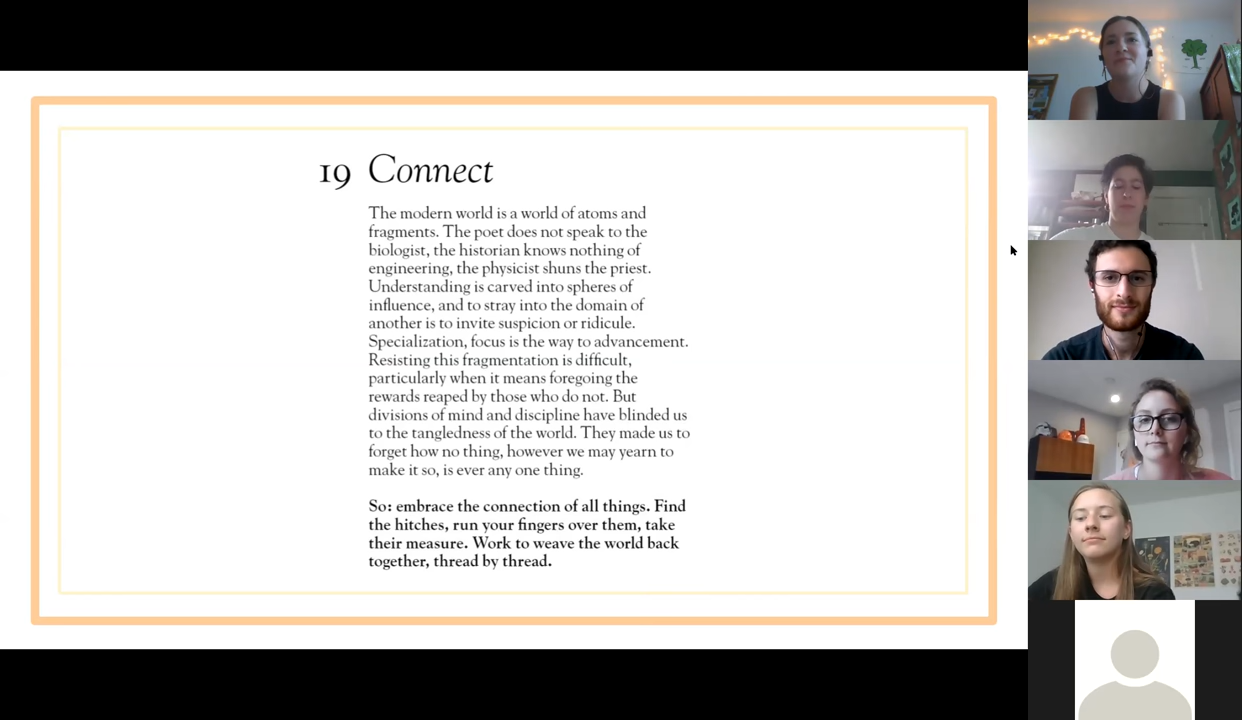 19 Connect
The modern world is a world of atoms and
fragments. The poet does not speak to the
biologist, the historian knows nothing of
engineering, the physicist shuns the priest.
Understanding is carved into spheres of
influence, and to stray into the domain of
another is to invite suspicion or ridicule.
Specialization, focus is the way to advancement.
Resisting this fragmentation is difficult,
particularly when it means foregoing the
rewards reaped by those who do not. But
divisions of mind and discipline have blinded us
to the tangledness of the world. They made us to
forget how no thing, however we may yearn to
make it so, is ever any one thing.
So: embrace the connection of all things. Find
the hitches, run your fingers over them, take
their measure. Work to weave the world back
together, thread by thread.